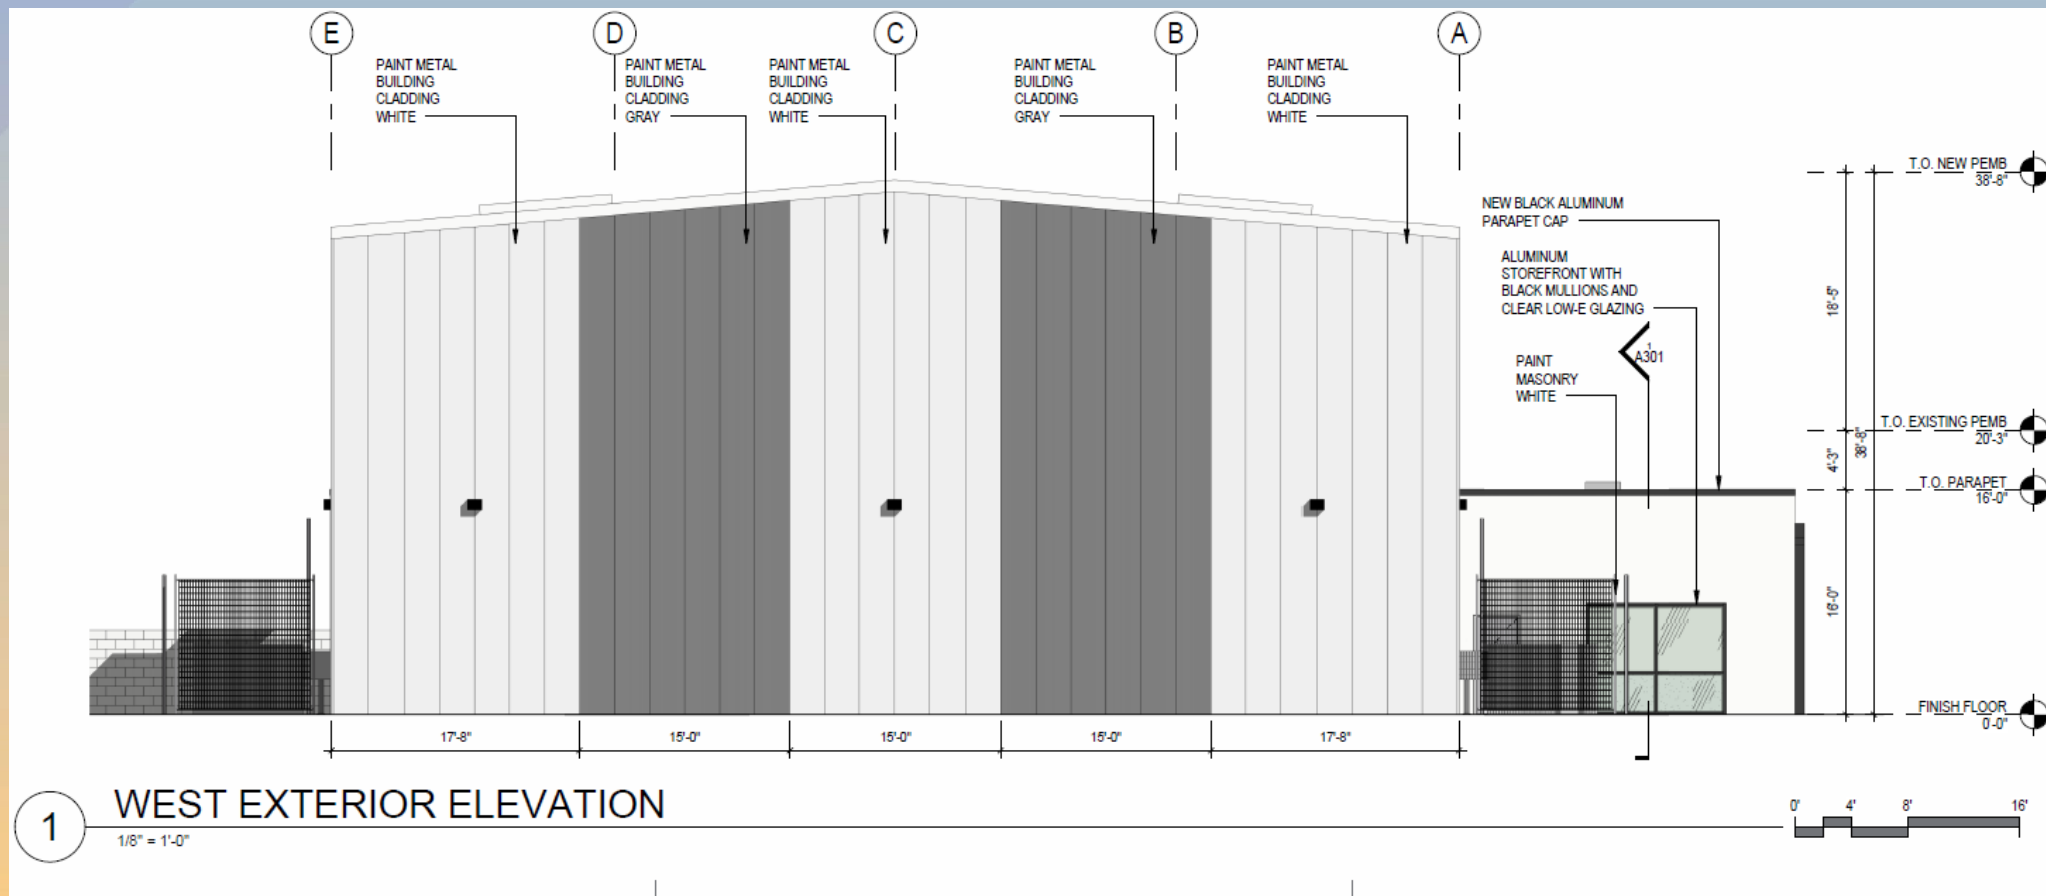 E
D
C
B
A
PAINT METAL
BUILDING
CLADDING
WHITE
PAINT METAL
BUILDING
CLADDING
GRAY
PAINT METAL
BUILDING
CLADDING
WHITE
PAINT METAL
BUILDING
CLADDING
GRAY
PAINT METAL
BUILDING
CLADDING
WHITE
NEW BLACK ALUMINUM
PARAPET CAP
ALUMINUM
STOREFRONT WITH
BLACK MULLIONS AND
CLEAR LOW-E GLAZING
PAINT
MASONRY
WHITE
1
A301
T.O. NEW PEMB
38'-8"
T.O. EXISTING PEMB
20'-3"
T.O. PARAPET
16'-0"
FINISH FLOOR
0'-0"
18'-5"
4'-3"
38'-8"
16'-0"
17'-8"
15'-0"
15'-0"
15'-0"
17'-8"
1
WEST EXTERIOR ELEVATION
1/8" = 1'-0"
0'
4'
8'
16'